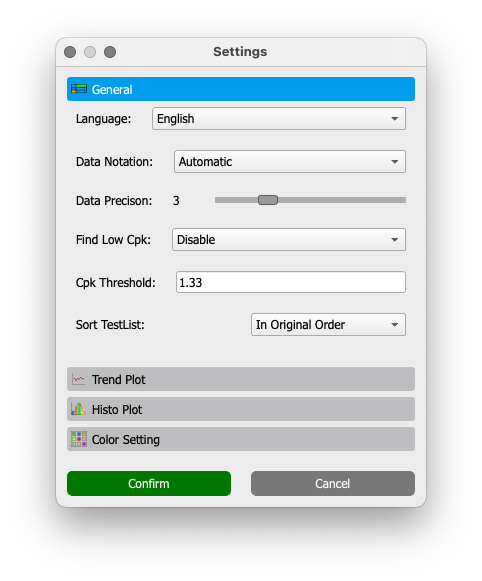 Settings
General
Language: English
Data Notation: Automatic
Data Precison: 3
Find Low Cpk: Disable
Cpk Threshold: 1.33
Sort TestList: In Original Order
Trend Plot
Histo Plot
Color Setting
Confirm Cancel